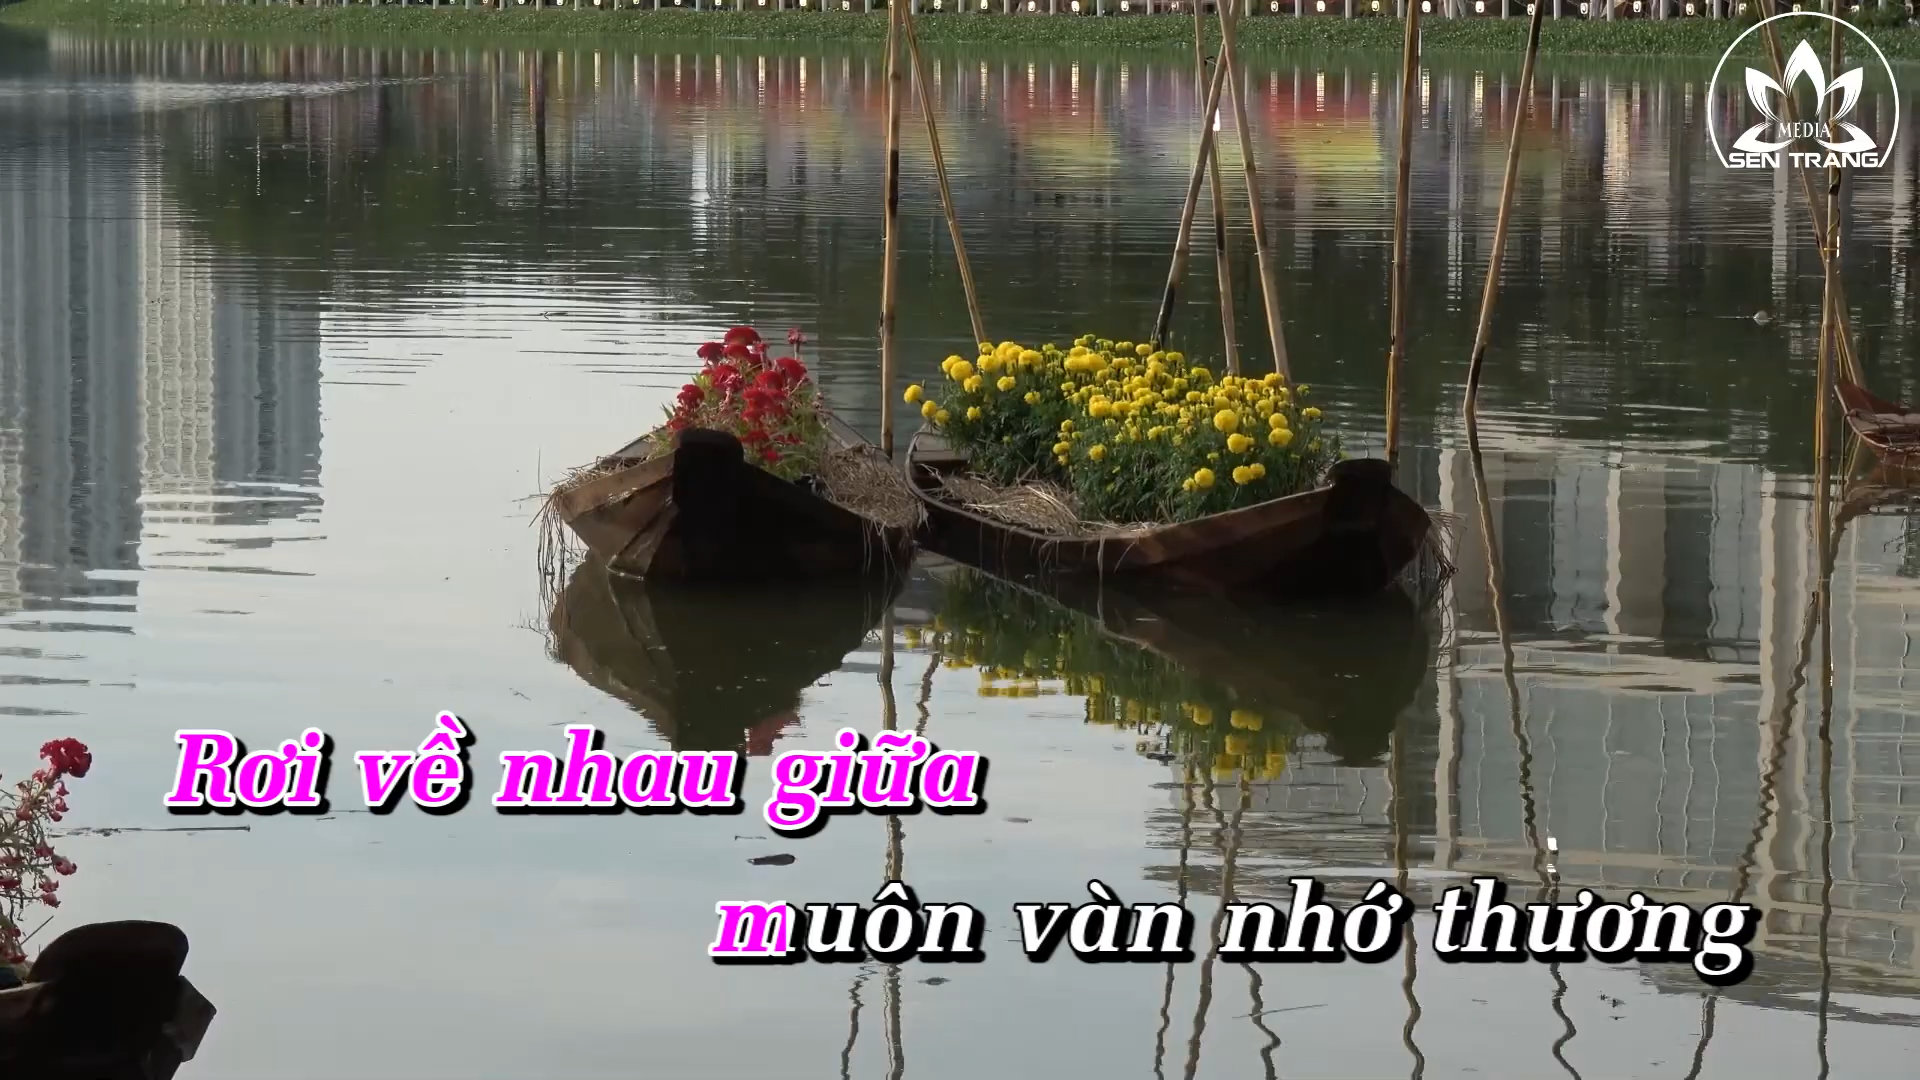 MEDIA
SEN TRANG
Rơi về nhau giữa
muôn vàn nhớ thương